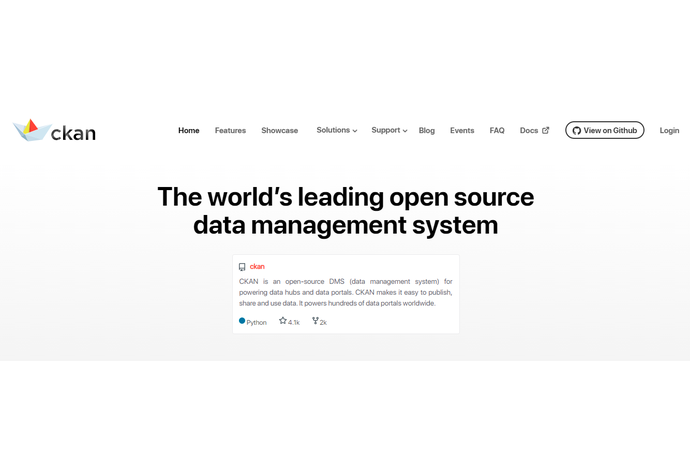 ckan
Home Features Showcase Solutions Support Blog Events FAQ Docs View on Github Login
The world's leading open source
data management system
ckan
CKAN is an open-source DMS (data management system) for
powering data hubs and data portals. CKAN makes it easy to publish,
share and use data. It powers hundreds of data portals worldwide.
Python 4.1k 2k